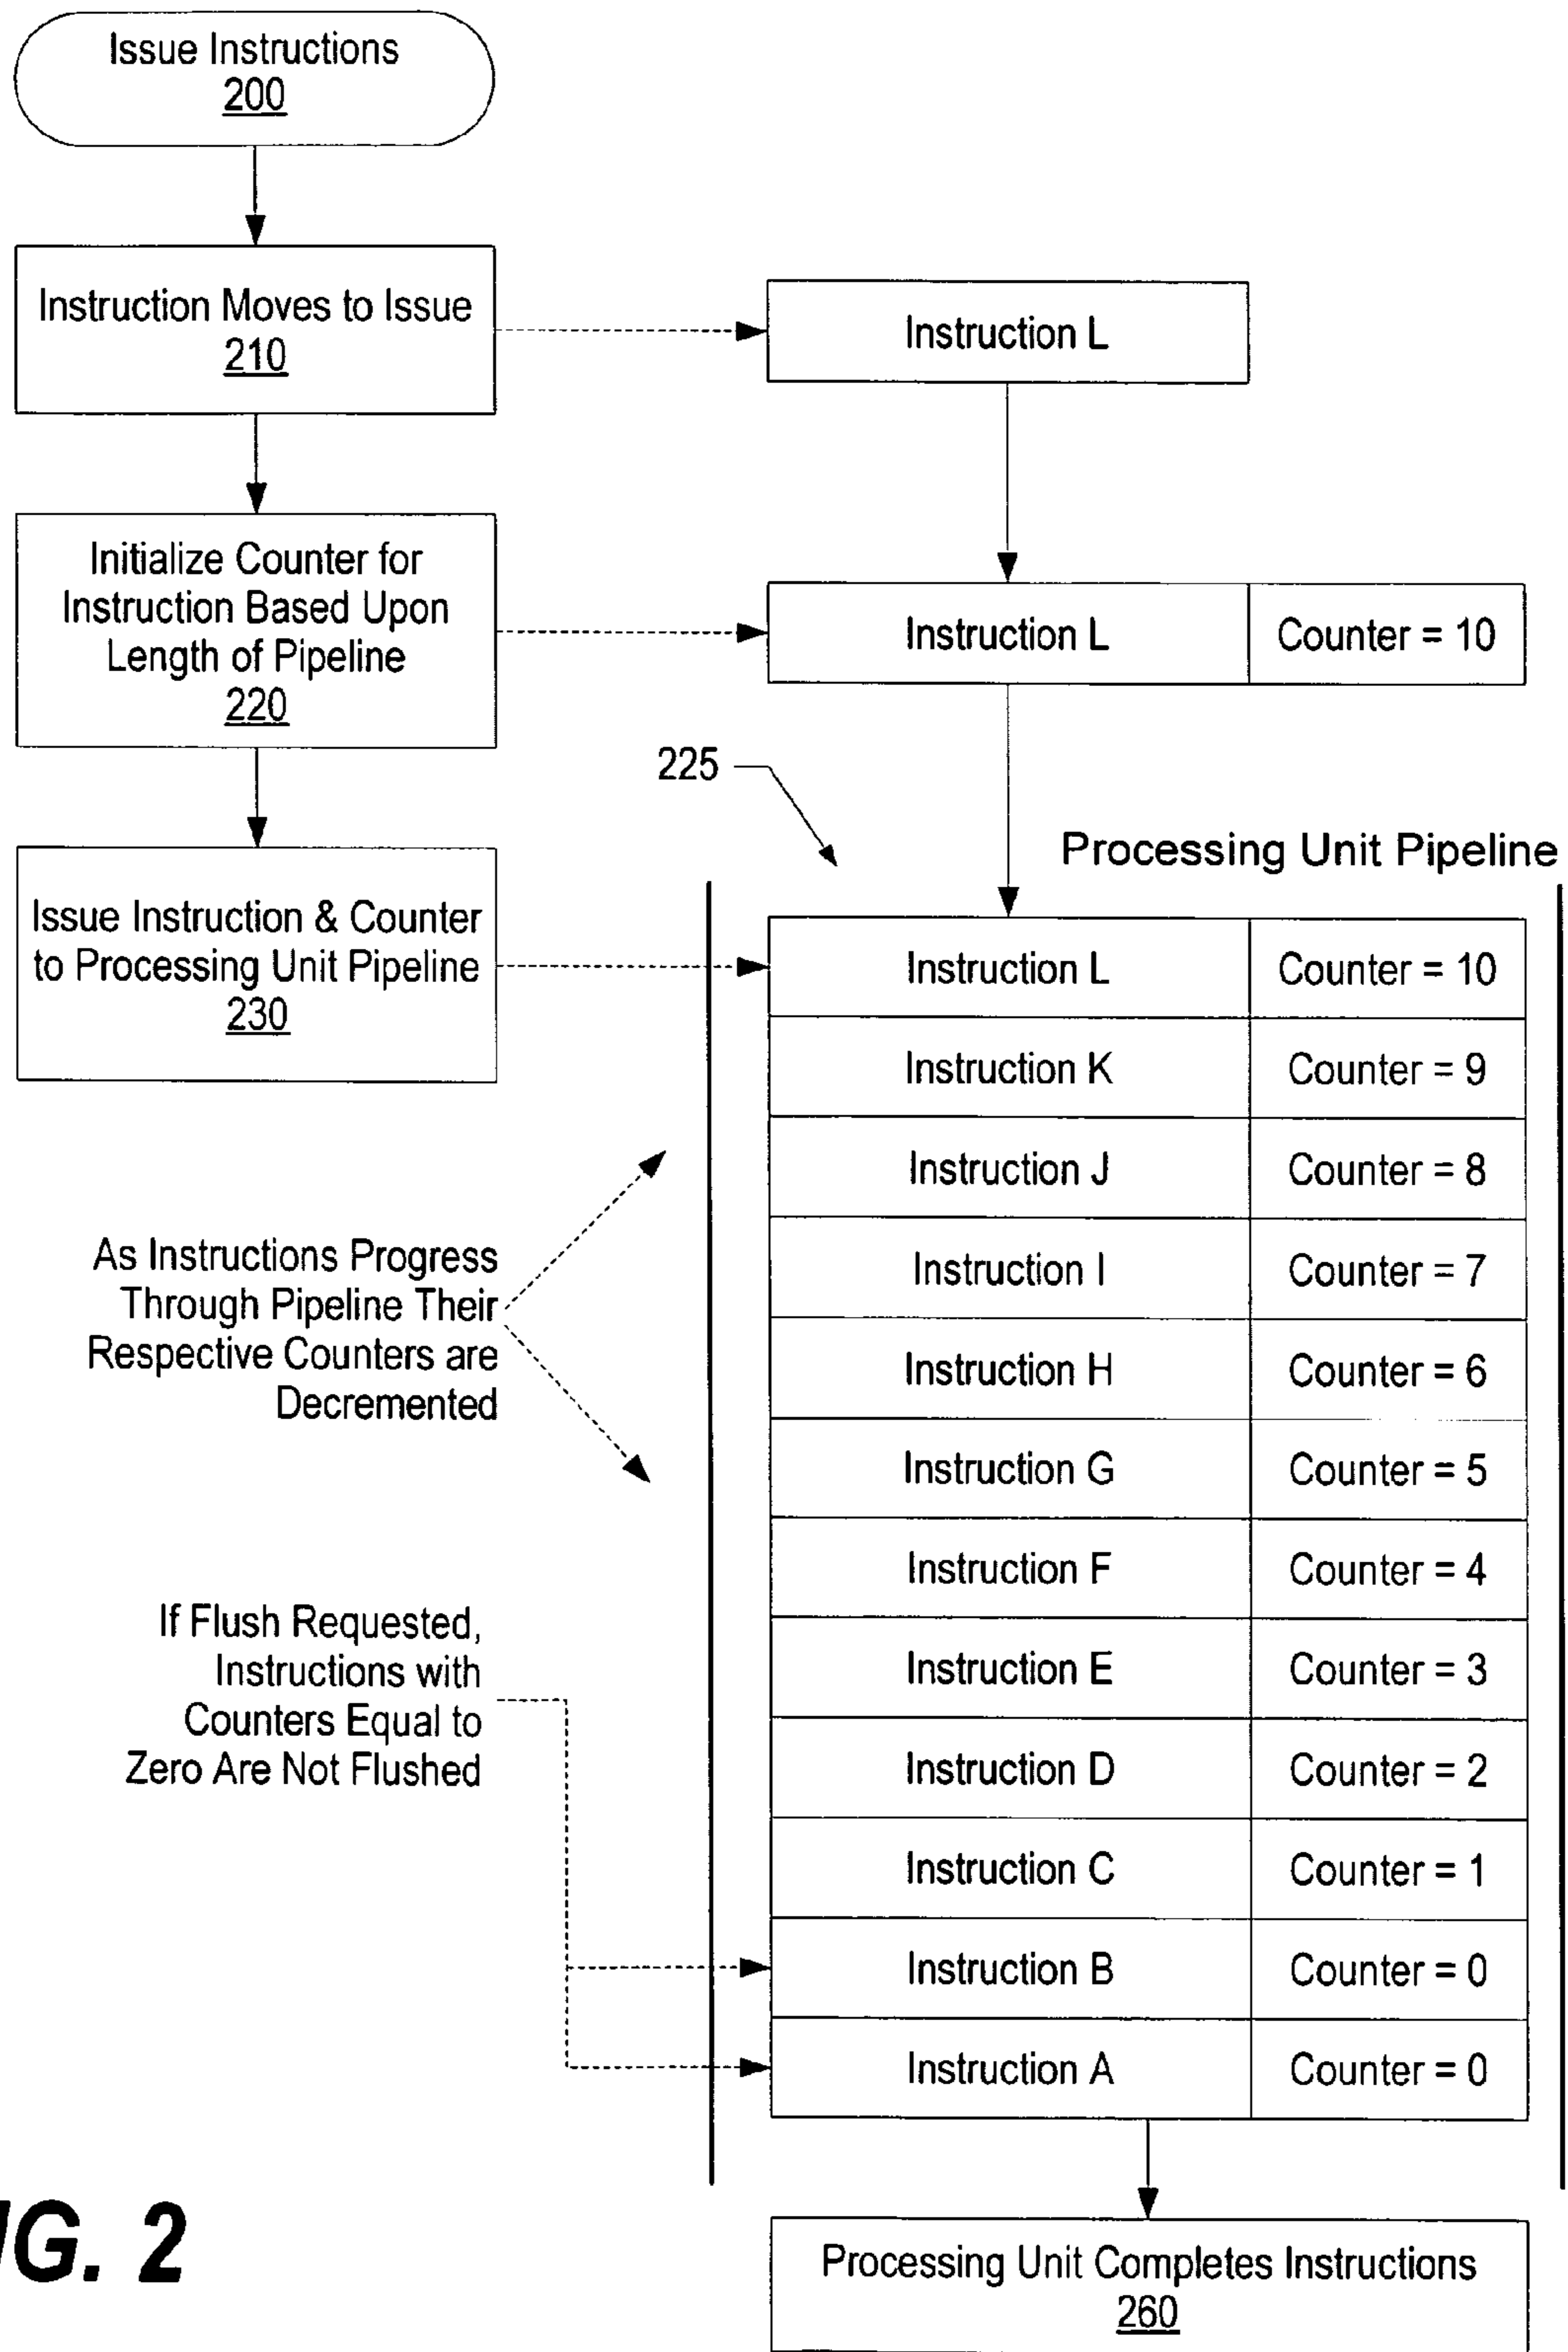 Issue Instructions
200
Instruction Moves to Issue
210
Instruction L
Initialize Counter for
Instruction Based Upon
Length of Pipeline
220
Instruction L Counter = 10
225
Processing Unit Pipeline
Issue Instruction & Counter
to Processing Unit Pipeline
230
Instruction L Counter = 10
Instruction K Counter = 9
Instruction J Counter = 8
Instruction I Counter = 7
Instruction H Counter = 6
Instruction G Counter = 5
Instruction F Counter = 4
Instruction E Counter = 3
Instruction D Counter = 2
Instruction C Counter = 1
Instruction B Counter = 0
Instruction A Counter = 0
As Instructions Progress
Through Pipeline Their
Respective Counters are
Decremented
If Flush Requested,
Instructions with
Counters Equal to
Zero Are Not Flushed
Processing Unit Completes Instructions
260
2